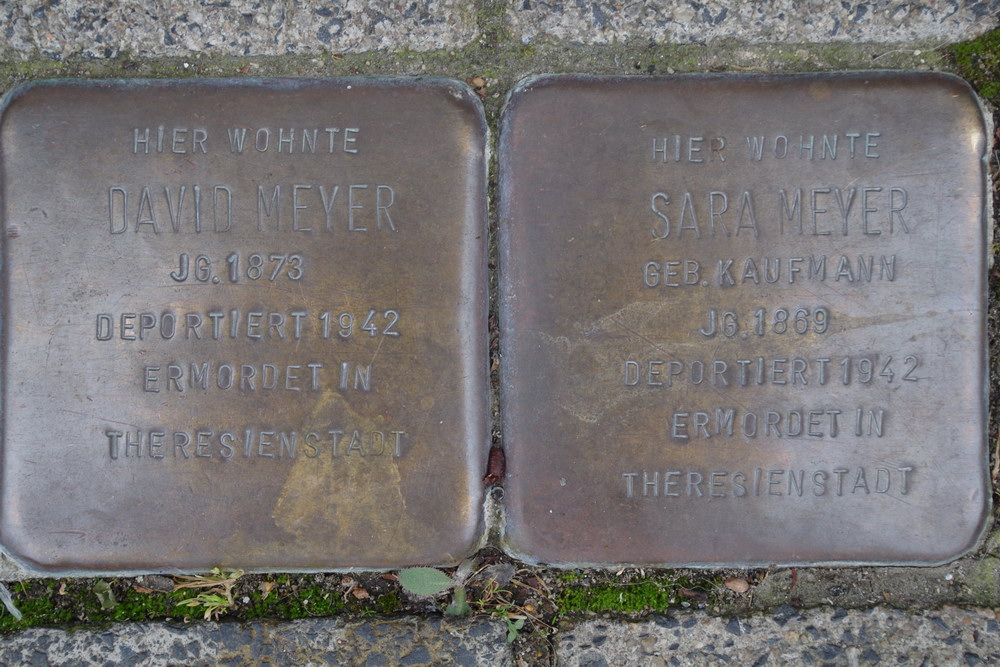 HIER WOHNTE
DAVID MEYER
JG. 1873
DEPORTIERT 1942
ERMORDET IN
THERESIENSTADT
HIER WOHNTE
SARA MEYER
GEB. KAUFMANN
JG. 1869
DEPORTIERT 1942
ERMORDET IN
THERESIENSTADT